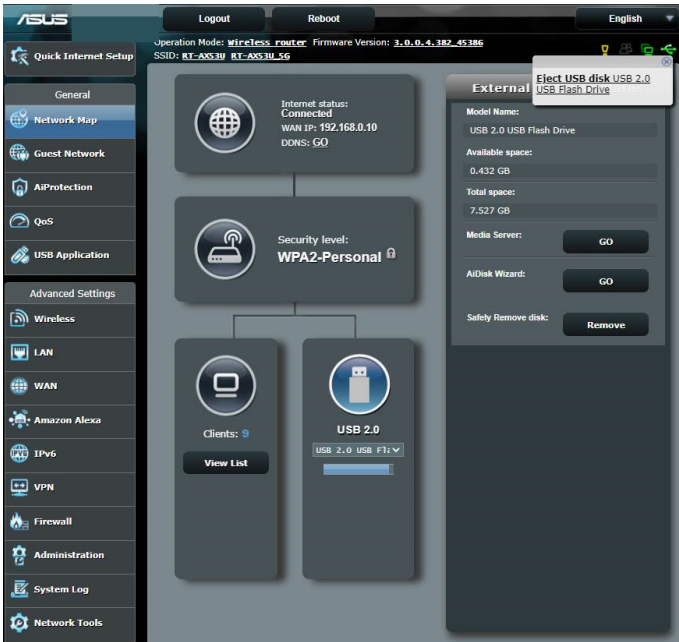 ASUS
Logout
Reboot
English
Quick Internet Setup
Operation Mode: Wireless router Firmware Version: 3.0.0.4.382_45386
SSID: RT-AX53U RT-AX53U_5G
General
Network Map
Guest Network
AiProtection
QoS
USB Application
Advanced Settings
Wireless
LAN
WAN
Amazon Alexa
IPv6
VPN
Firewall
Administration
System Log
Network Tools
Internet status:
Connected
WAN IP: 192.168.0.10
DDNS: GO
Security level:
WPA2-Personal
Clients: 9
View List
USB 2.0
USB 2.0 USB Fla
Eject USB disk USB 2.0
USB Flash Drive
External
Model Name:
USB 2.0 USB Flash Drive
Available space:
0.432 GB
Total space:
7.527 GB
Media Server:
GO
AiDisk Wizard:
GO
Safely Remove disk:
Remove